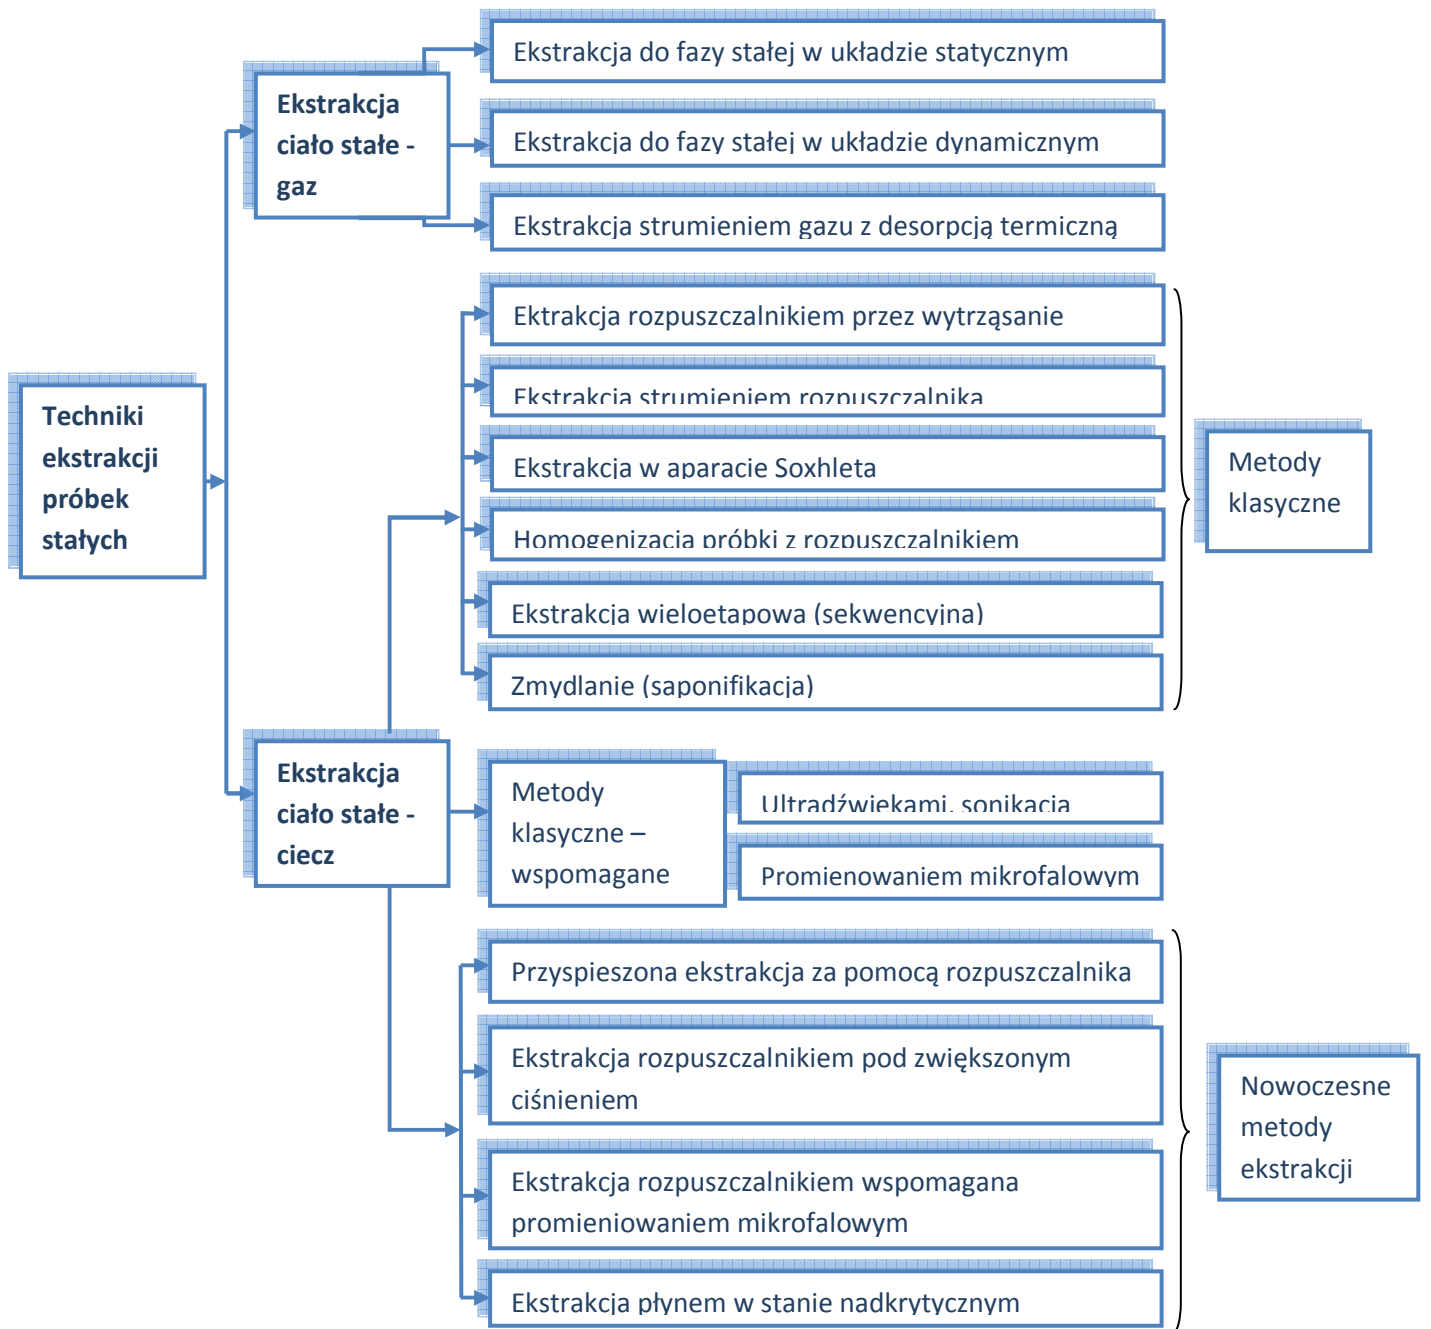 Ekstrakcja do fazy stałej w układzie statycznym
Ekstrakcja
ciało stałe -
gaz
Ekstrakcja do fazy stałej w układzie dynamicznym
Ekstrakcja strumieniem gazu z desorpcją termiczną
Ektrakcja rozpuszczalnikiem przez wytrząsanie
Ekstrakcja strumieniem rozpuszczalnika
Ekstrakcja w aparacie Soxhleta
Homogenizacja próbki z rozpuszczalnikiem
Ekstrakcja wieloetapowa (sekwencyjna)
Zmydlanie (saponifikacja)
Metody
klasyczne
Techniki
ekstrakcji
próbek
stałych
Ekstrakcja
ciało stałe -
ciecz
Metody
klasyczne –
wspomagane
Ultradźwiękami, sonikacja
Promienowaniem mikrofalowym
Przyspieszona ekstrakcja za pomocą rozpuszczalnika
Ekstrakcja rozpuszczalnikiem pod zwiększonym
ciśnieniem
Ekstrakcja rozpuszczalnikiem wspomagana
promieniowaniem mikrofalowym
Ekstrakcja płynem w stanie nadkrytycznym
Nowoczesne
metody
ekstrakcji